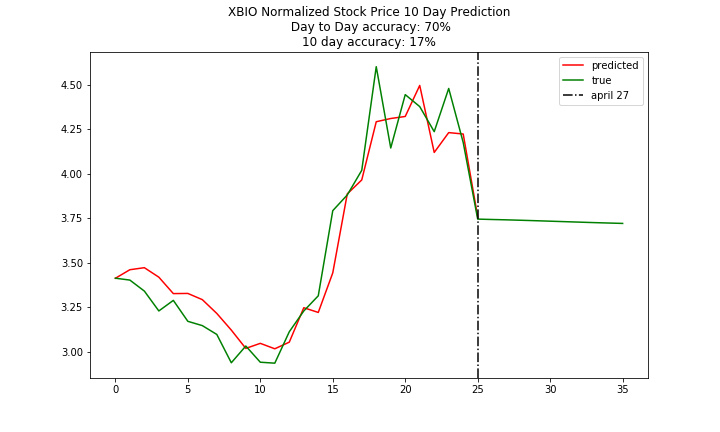 XBIO Normalized Stock Price 10 Day Prediction
Day to Day accuracy: 70%
10 day accuracy: 17%
predicted
true
april 27
4.50
4.25
4.00
3.75
3.50
3.25
3.00
0 5 10 15 20 25 30 35